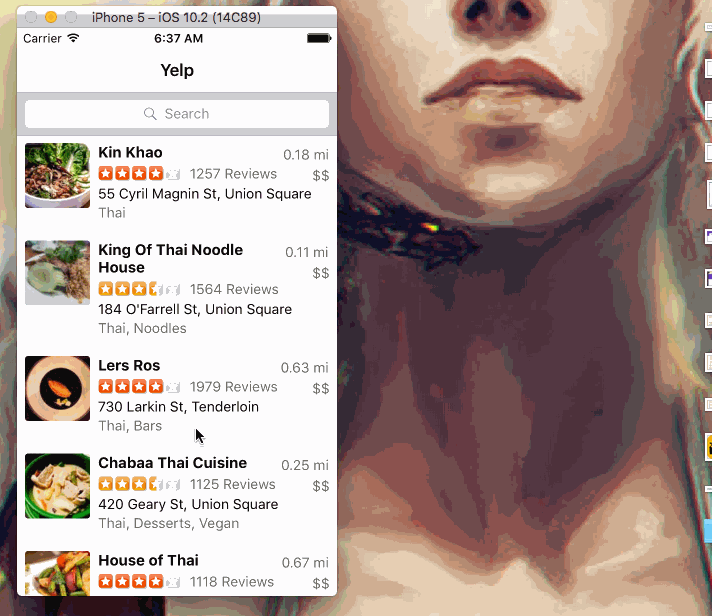 iPhone 5 – iOS 10.2 (14C89)
Carrier 6:37 AM
Yelp
Search
Kin Khao 0.18 mi
1257 Reviews $$
55 Cyril Magnin St, Union Square
Thai
King Of Thai Noodle 0.11 mi
House $$
1564 Reviews
184 O'Farrell St, Union Square
Thai, Noodles
Lers Ros 0.63 mi
1979 Reviews $$
730 Larkin St, Tenderloin
Thai, Bars
Chabaa Thai Cuisine 0.25 mi
1125 Reviews $$
420 Geary St, Union Square
Thai, Desserts, Vegan
House of Thai 0.67 mi
1118 Reviews $$